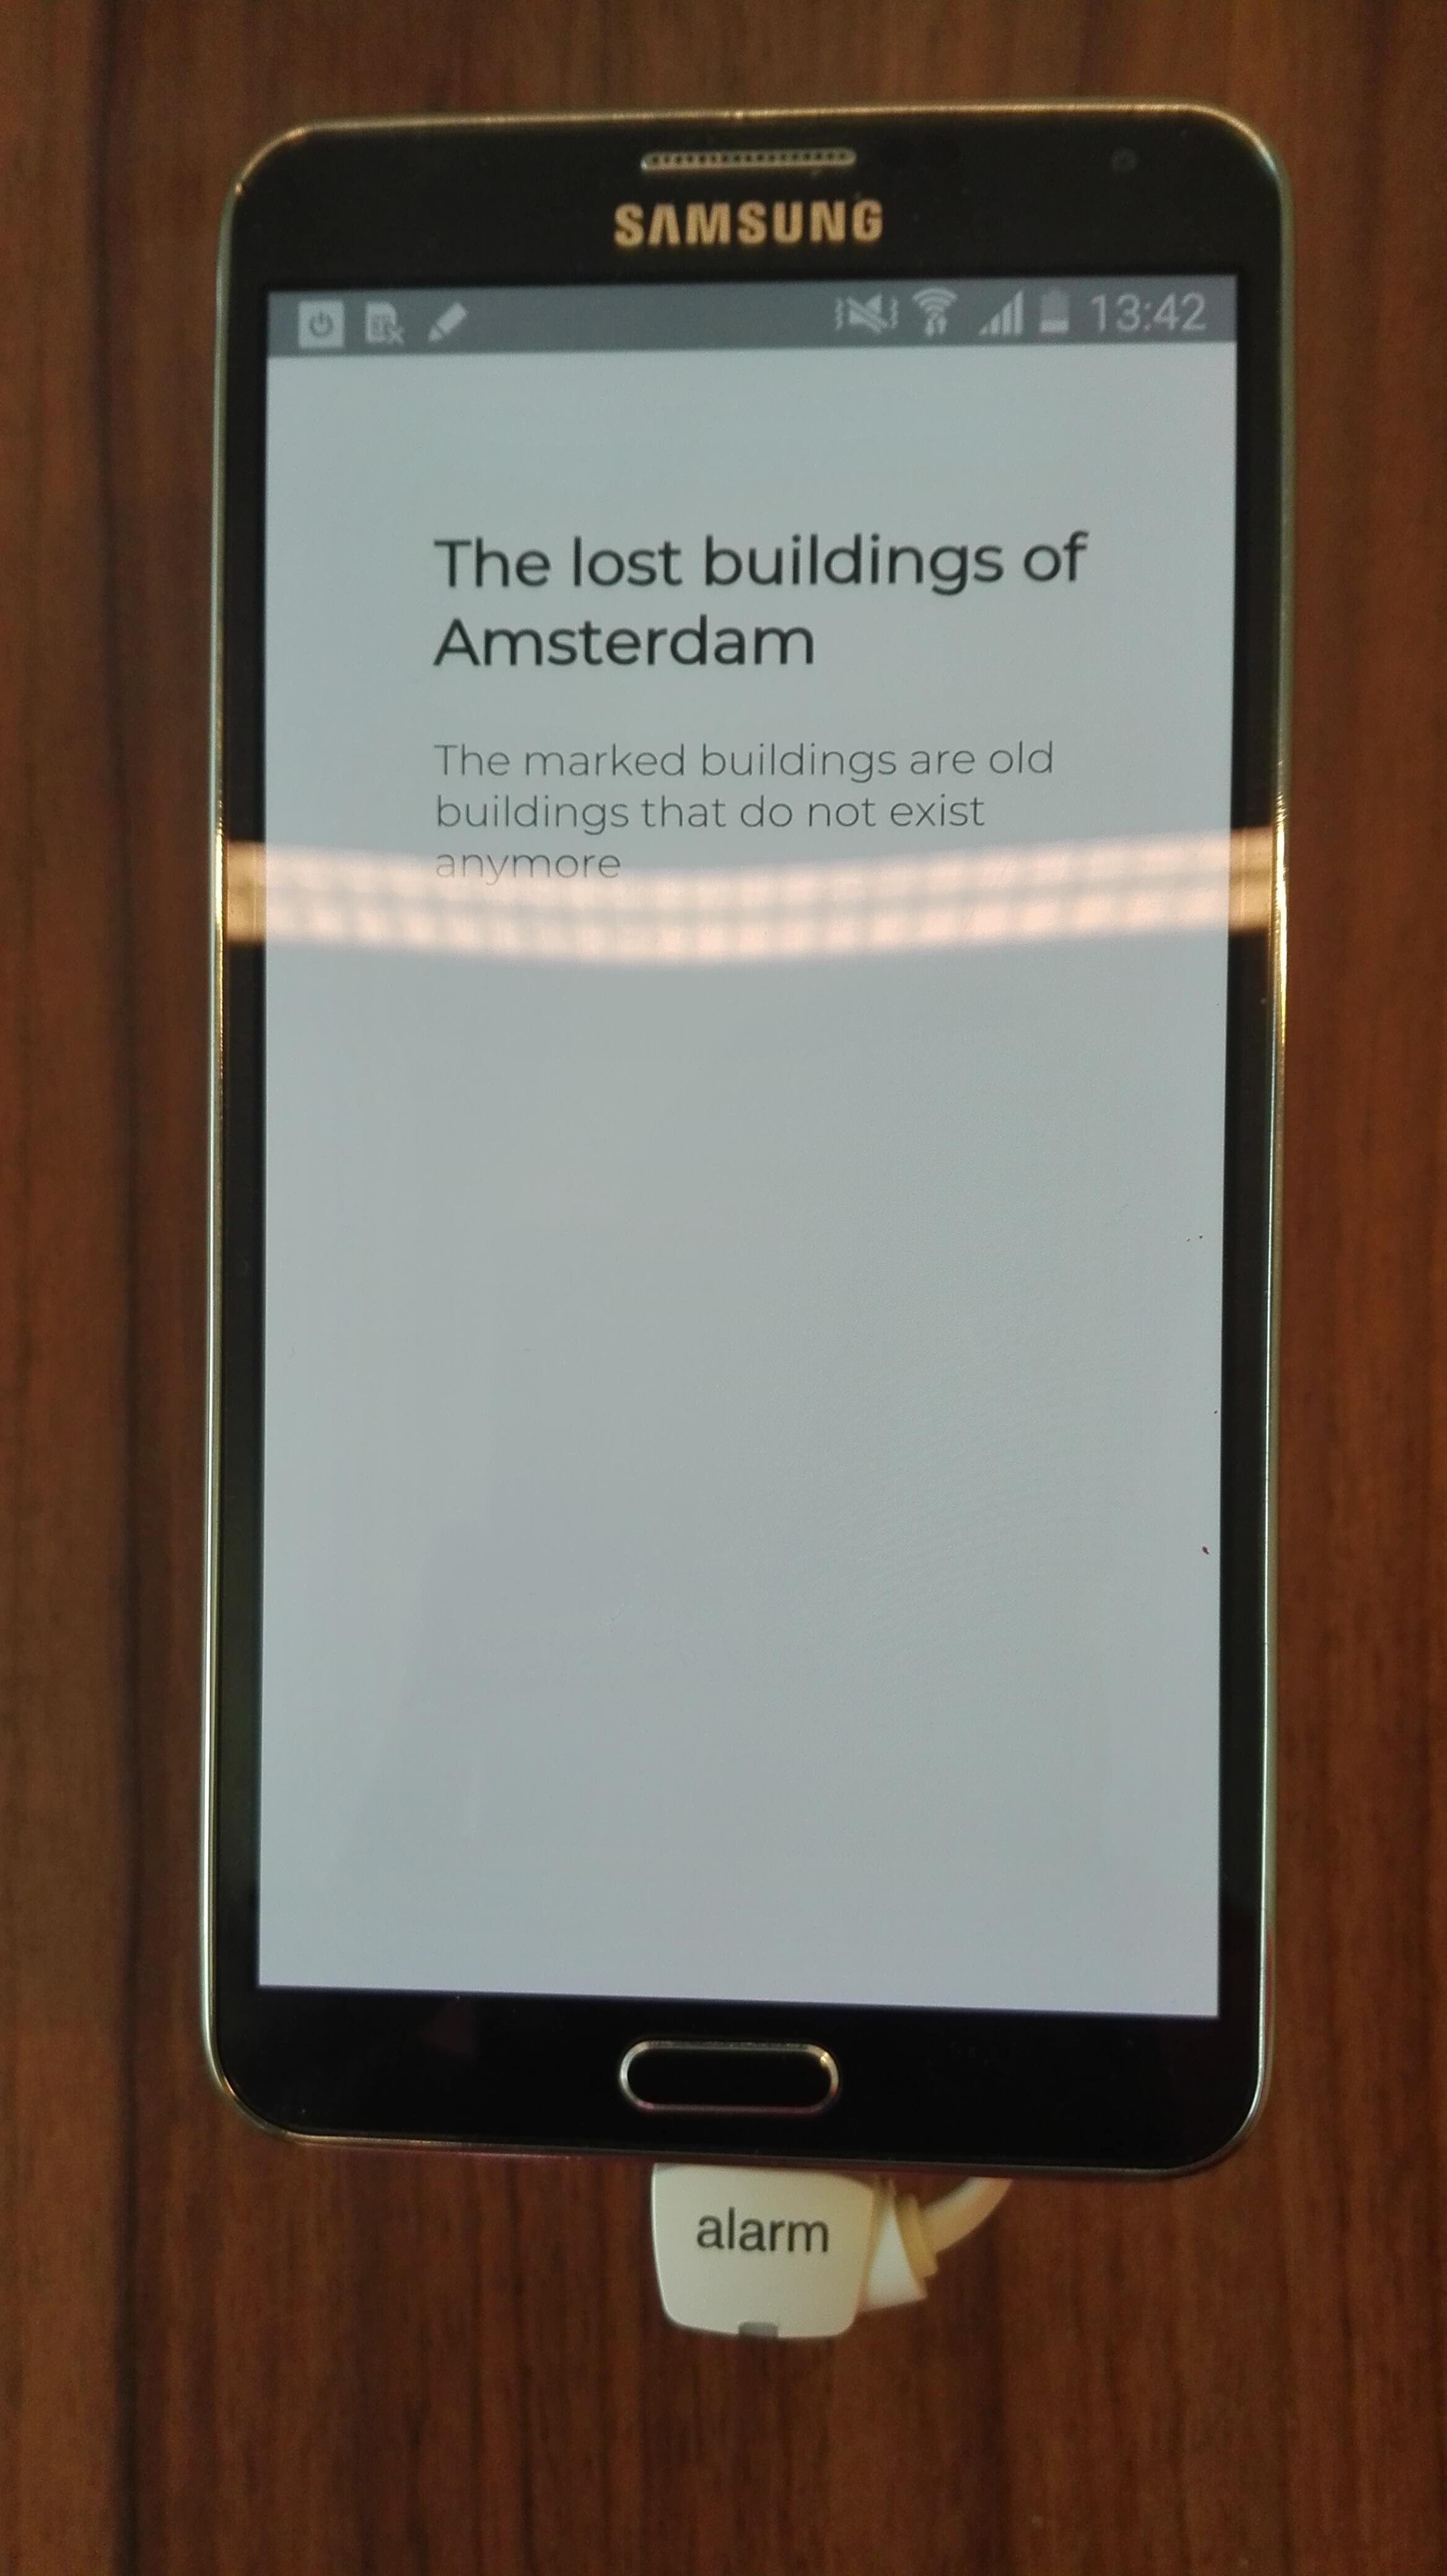 SAMSUNG
13:42
The lost buildings of
Amsterdam
The marked buildings are old
buildings that do not exist
anymore
alarm